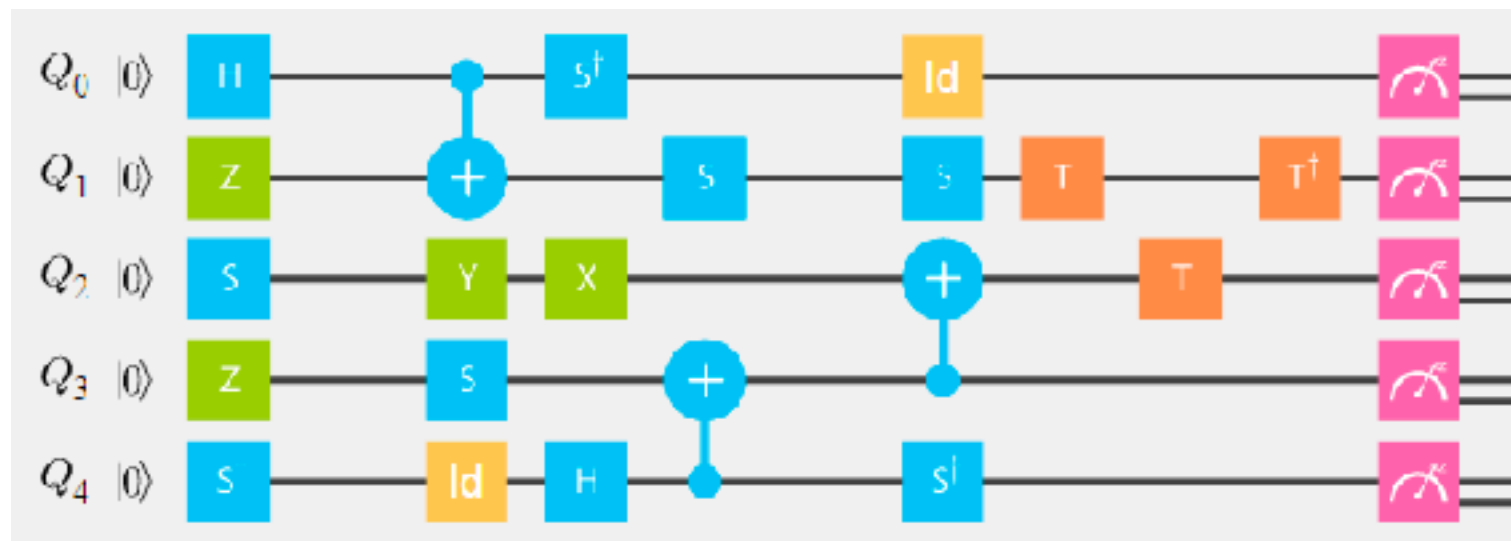 Q0 |0⟩ H S† Id
Q1 |0⟩ Z + S S T T†
Q2 |0⟩ S Y X + T
Q3 |0⟩ Z S +
Q4 |0⟩ S Id H S†